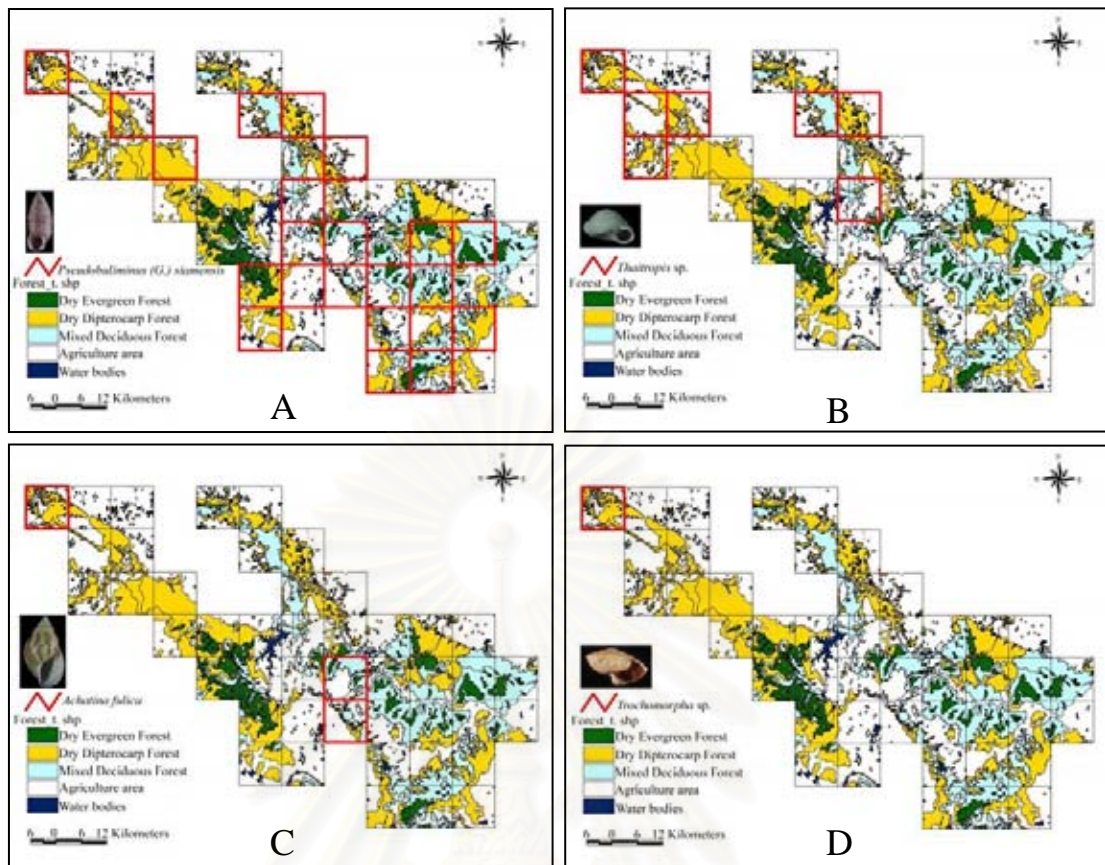 N
W E
S
Pseudobuliminus (G.) siamensis
Forest_t. shp
Dry Evergreen Forest
Dry Dipterocarp Forest
Mixed Deciduous Forest
Agriculture area
Water bodies
6 0 6 12 Kilometers
A
N
W E
S
Thaitropis sp.
Forest_t. shp
Dry Evergreen Forest
Dry Dipterocarp Forest
Mixed Deciduous Forest
Agriculture area
Water bodies
6 0 6 12 Kilometers
B
N
W E
S
Achatina fulica
Forest_t. shp
Dry Evergreen Forest
Dry Dipterocarp Forest
Mixed Deciduous Forest
Agriculture area
Water bodies
6 0 6 12 Kilometers
C
N
W E
S
Trochomorpha sp.
Forest_t. shp
Dry Evergreen Forest
Dry Dipterocarp Forest
Mixed Deciduous Forest
Agriculture area
Water bodies
6 0 6 12 Kilometers
D